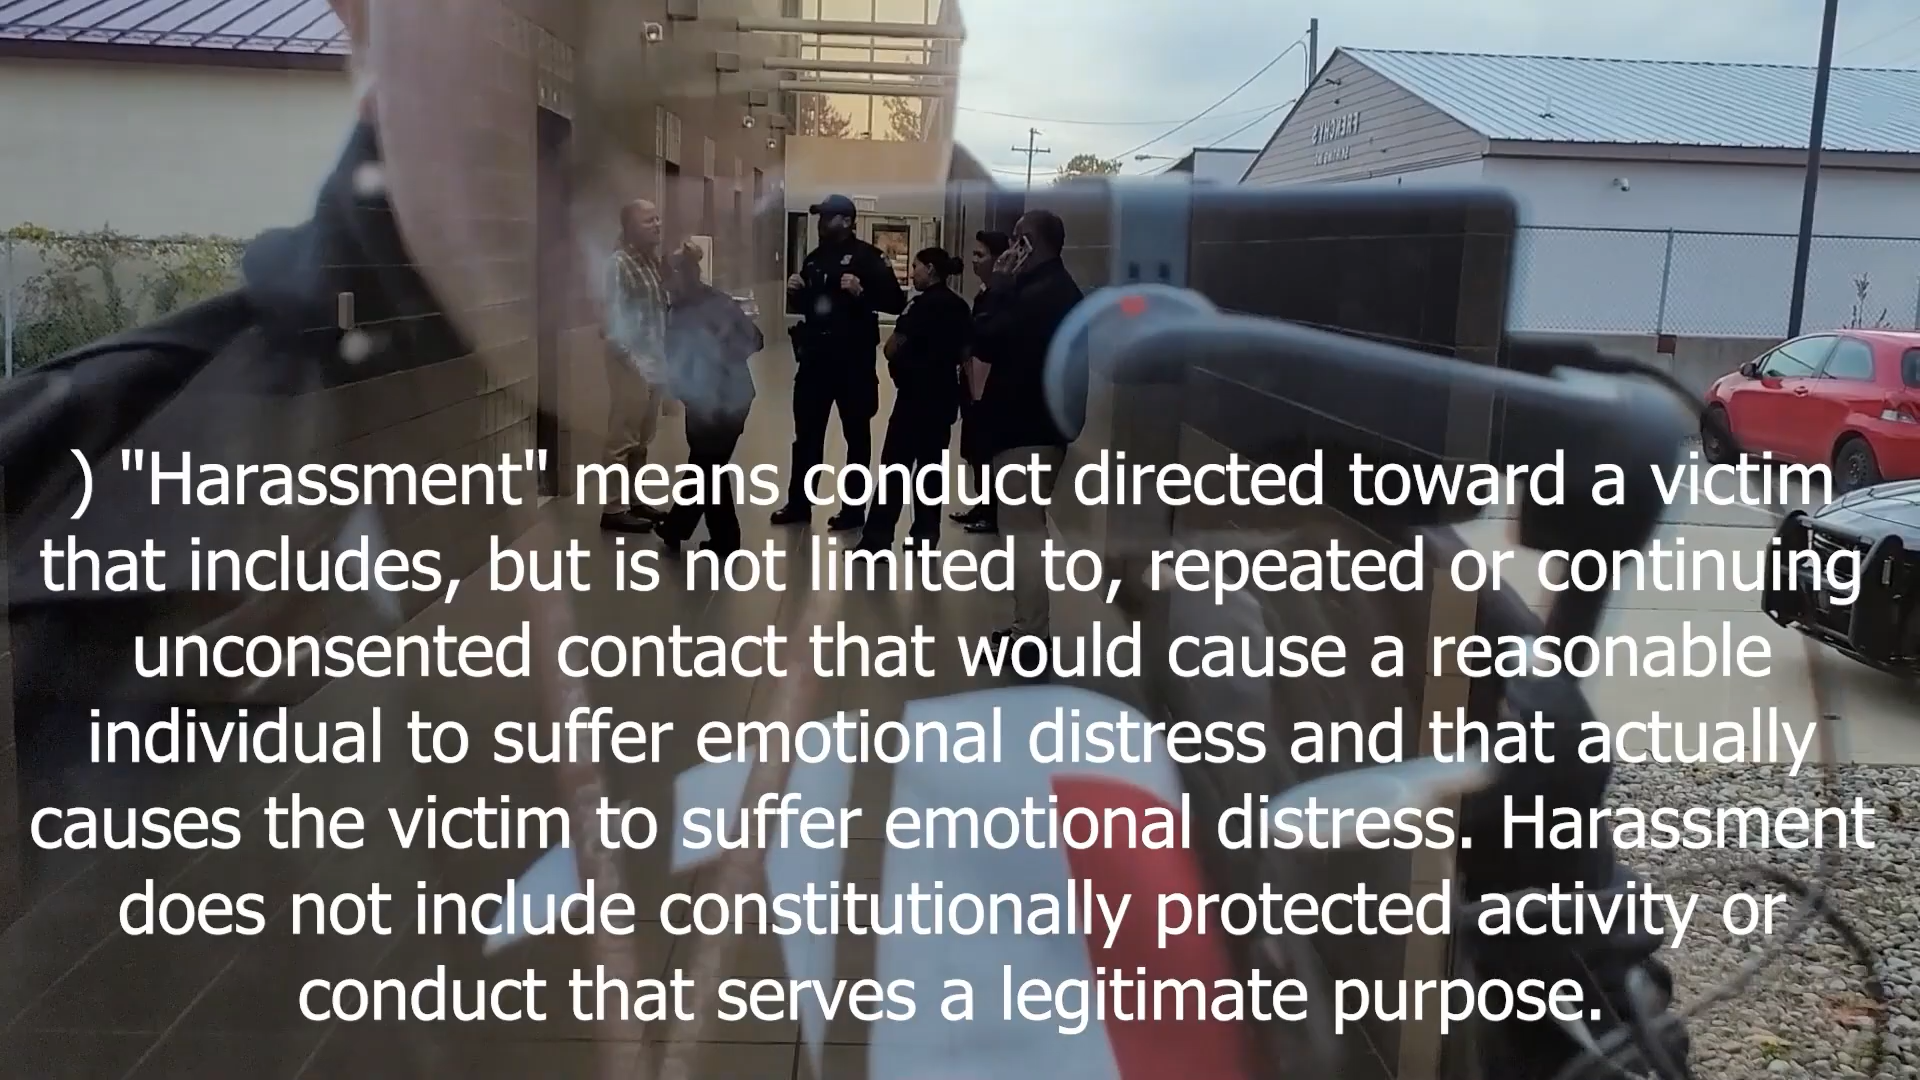 FRENCHY'S
) "Harassment" means conduct directed toward a victim
that includes, but is not limited to, repeated or continuing
unconsented contact that would cause a reasonable
individual to suffer emotional distress and that actually
causes the victim to suffer emotional distress. Harassment
does not include constitutionally protected activity or
conduct that serves a legitimate purpose.